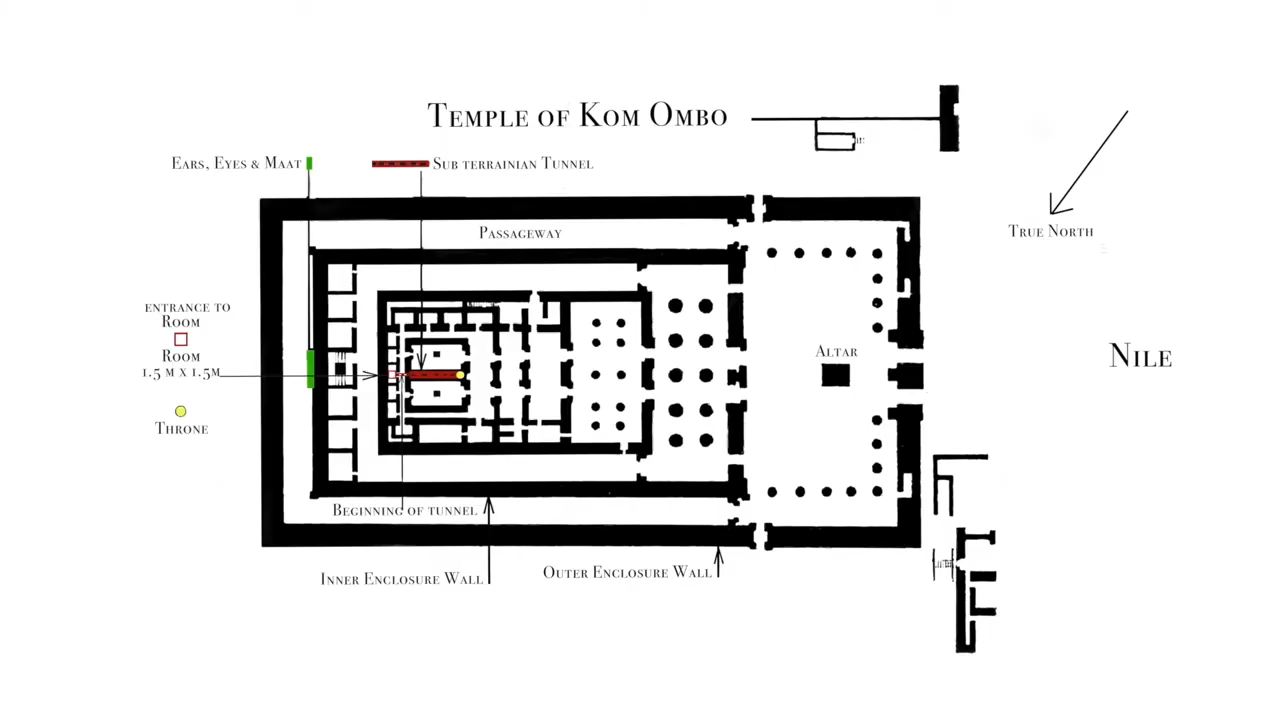 Temple of Kom Ombo
Ears, Eyes & Maat
Sub terrainian Tunnel
True North
Passageway
entrance to
Room
Room
1.5 m x 1.5m
Throne
Altar
Nile
Beginning of tunnel
Inner Enclosure Wall
Outer Enclosure Wall